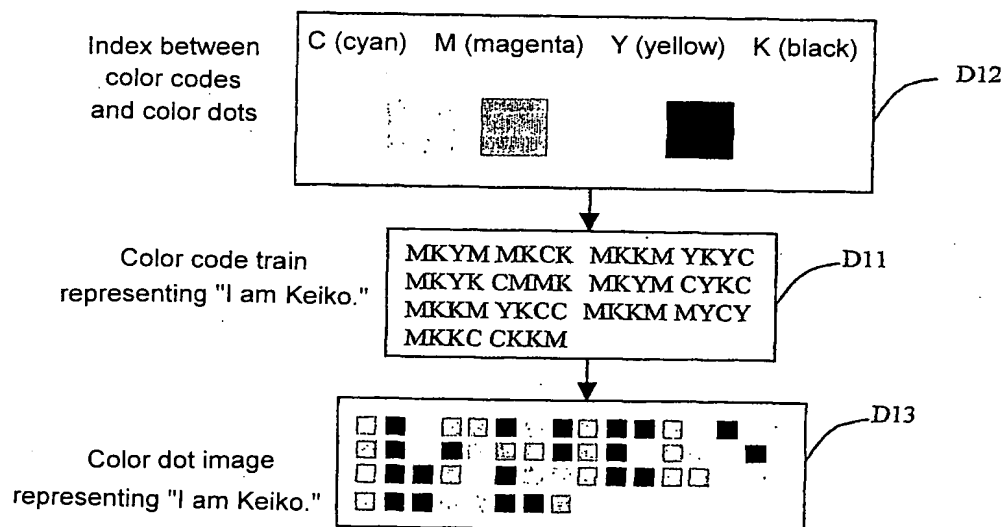 Index between
color codes
and color dots
C (cyan) M (magenta) Y (yellow) K (black)
D12
Color code train
representing "I am Keiko."
MKYM MKCK MKKM YKYC
MKYK CMMK MKYM CYKC
MKKM YKCC MKKM MYCY
MKKC CKKM
D11
Color dot image
representing "I am Keiko."
D13